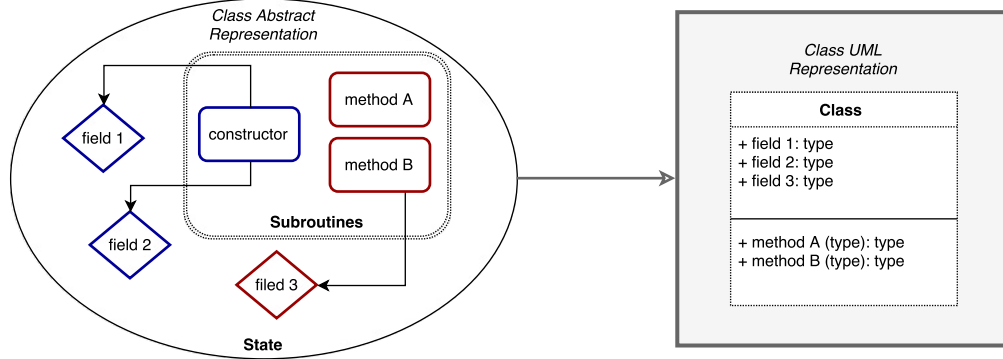 Class Abstract
Representation
field 1
constructor
method A
method B
Subroutines
field 2
filed 3
State
Class UML
Representation
Class
+ field 1: type
+ field 2: type
+ field 3: type
+ method A (type): type
+ method B (type): type